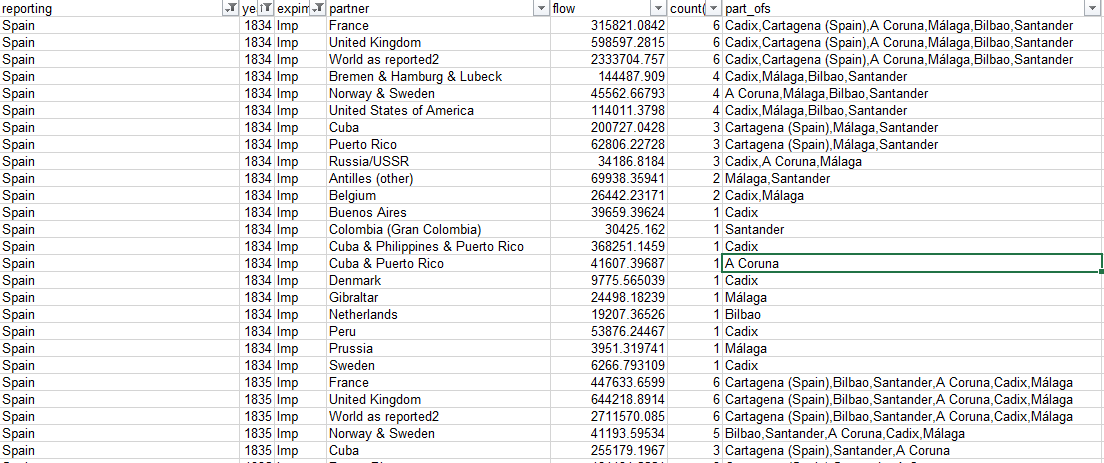 reporting ye expim partner flow count( part_ofs
Spain 1834 Imp France 315821.0842 6 Cadix,Cartagena (Spain),A Coruna,Málaga,Bilbao,Santander
Spain 1834 Imp United Kingdom 598597.2815 6 Cadix,Cartagena (Spain),A Coruna,Málaga,Bilbao,Santander
Spain 1834 Imp World as reported2 2333704.757 6 Cadix,Cartagena (Spain),A Coruna,Málaga,Bilbao,Santander
Spain 1834 Imp Bremen & Hamburg & Lubeck 144487.909 4 Cadix,Málaga,Bilbao,Santander
Spain 1834 Imp Norway & Sweden 45562.66793 4 A Coruna,Málaga,Bilbao,Santander
Spain 1834 Imp United States of America 114011.3798 4 Cadix,Málaga,Bilbao,Santander
Spain 1834 Imp Cuba 200727.0428 3 Cartagena (Spain),Málaga,Santander
Spain 1834 Imp Puerto Rico 62806.22728 3 Cartagena (Spain),Málaga,Santander
Spain 1834 Imp Russia/USSR 34186.8184 3 Cadix,A Coruna,Málaga
Spain 1834 Imp Antilles (other) 69938.35941 2 Málaga,Santander
Spain 1834 Imp Belgium 26442.23171 2 Cadix,Málaga
Spain 1834 Imp Buenos Aires 39659.39624 1 Cadix
Spain 1834 Imp Colombia (Gran Colombia) 30425.162 1 Santander
Spain 1834 Imp Cuba & Philippines & Puerto Rico 368251.1459 1 Cadix
Spain 1834 Imp Cuba & Puerto Rico 41607.39687 1 A Coruna
Spain 1834 Imp Denmark 9775.565039 1 Cadix
Spain 1834 Imp Gibraltar 24498.18239 1 Málaga
Spain 1834 Imp Netherlands 19207.36526 1 Bilbao
Spain 1834 Imp Peru 53876.24467 1 Cadix
Spain 1834 Imp Prussia 3951.319741 1 Málaga
Spain 1834 Imp Sweden 6266.793109 1 Cadix
Spain 1835 Imp France 447633.6599 6 Cartagena (Spain),Bilbao,Santander,A Coruna,Cadix,Málaga
Spain 1835 Imp United Kingdom 644218.8914 6 Cartagena (Spain),Bilbao,Santander,A Coruna,Cadix,Málaga
Spain 1835 Imp World as reported2 2711570.085 6 Cartagena (Spain),Bilbao,Santander,A Coruna,Cadix,Málaga
Spain 1835 Imp Norway & Sweden 41193.59534 5 Bilbao,Santander,A Coruna,Cadix,Málaga
Spain 1835 Imp Cuba 255179.1967 3 Cartagena (Spain),Santander,A Coruna